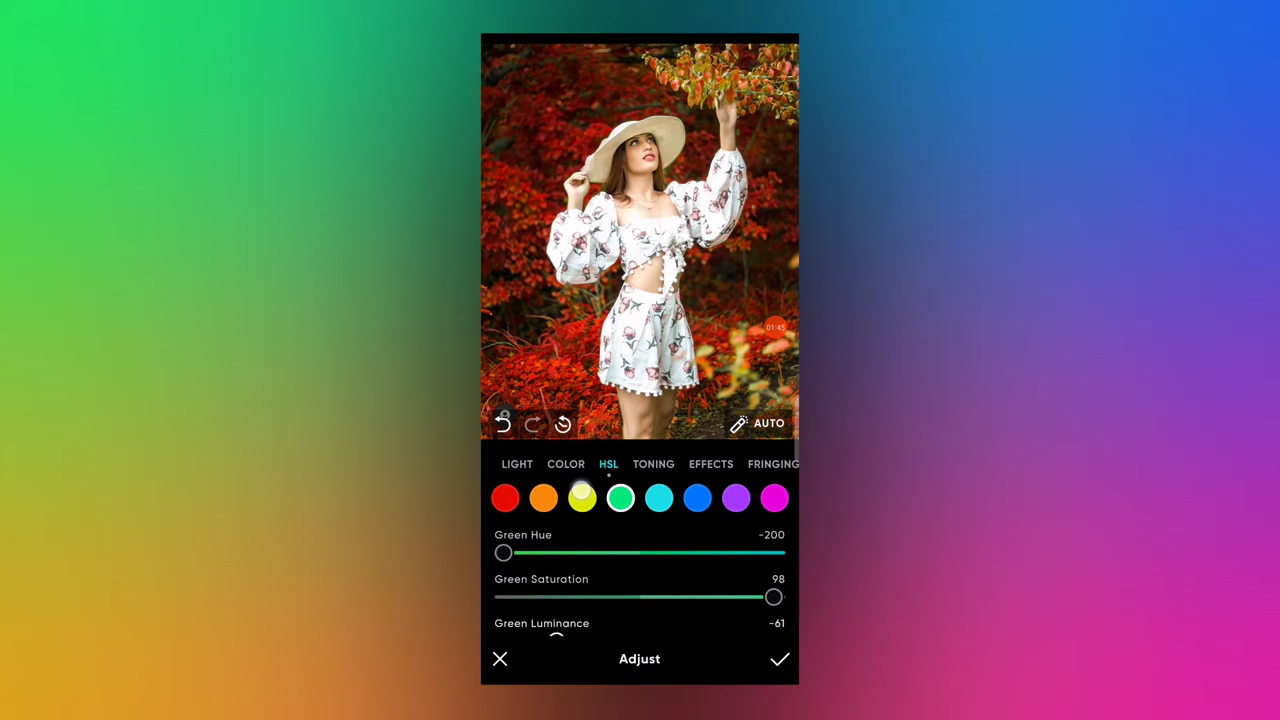 01:45
AUTO
LIGHT COLOR HSL TONING EFFECTS FRINGING
Green Hue -200
Green Saturation 98
Green Luminance -61
Adjust